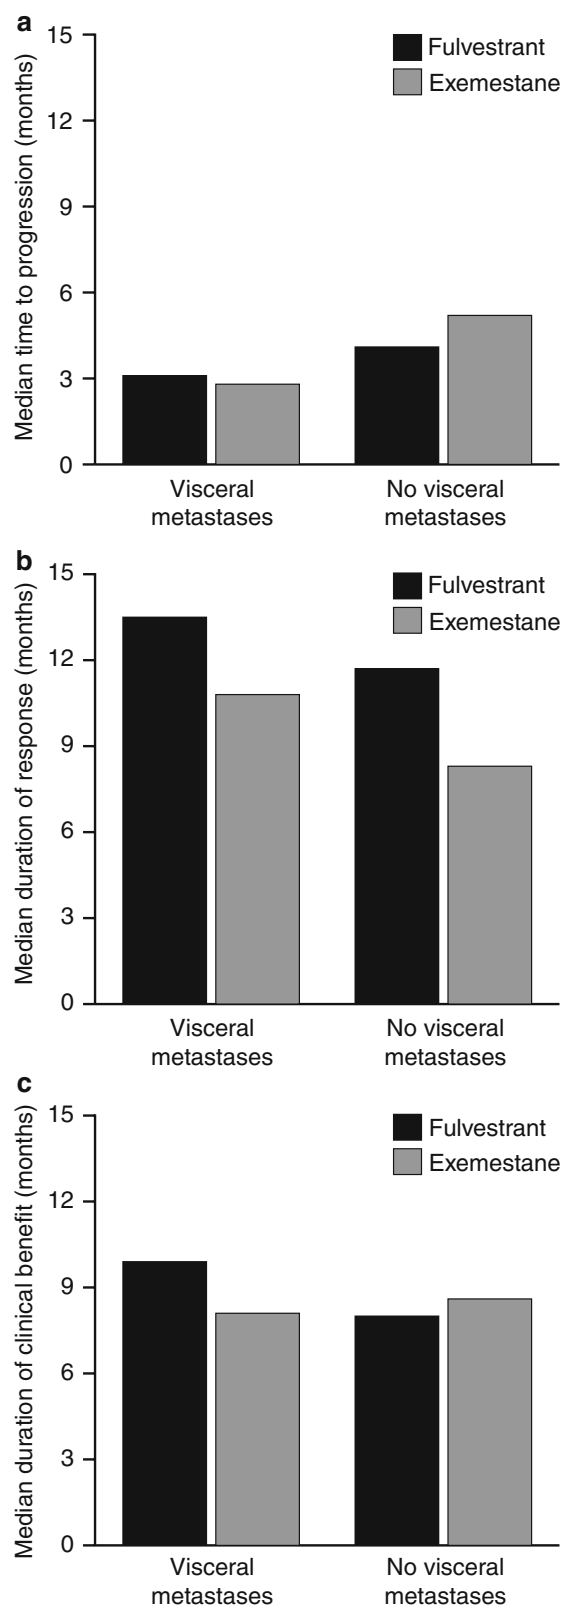 a
Median time to progression (months)
15
12
9
6
3
0
Fulvestrant
Exemestane
Visceral
metastases
No visceral
metastases
b
Median duration of response (months)
15
12
9
6
3
0
Fulvestrant
Exemestane
Visceral
metastases
No visceral
metastases
c
Median duration of clinical benefit (months)
15
12
9
6
3
0
Fulvestrant
Exemestane
Visceral
metastases
No visceral
metastases